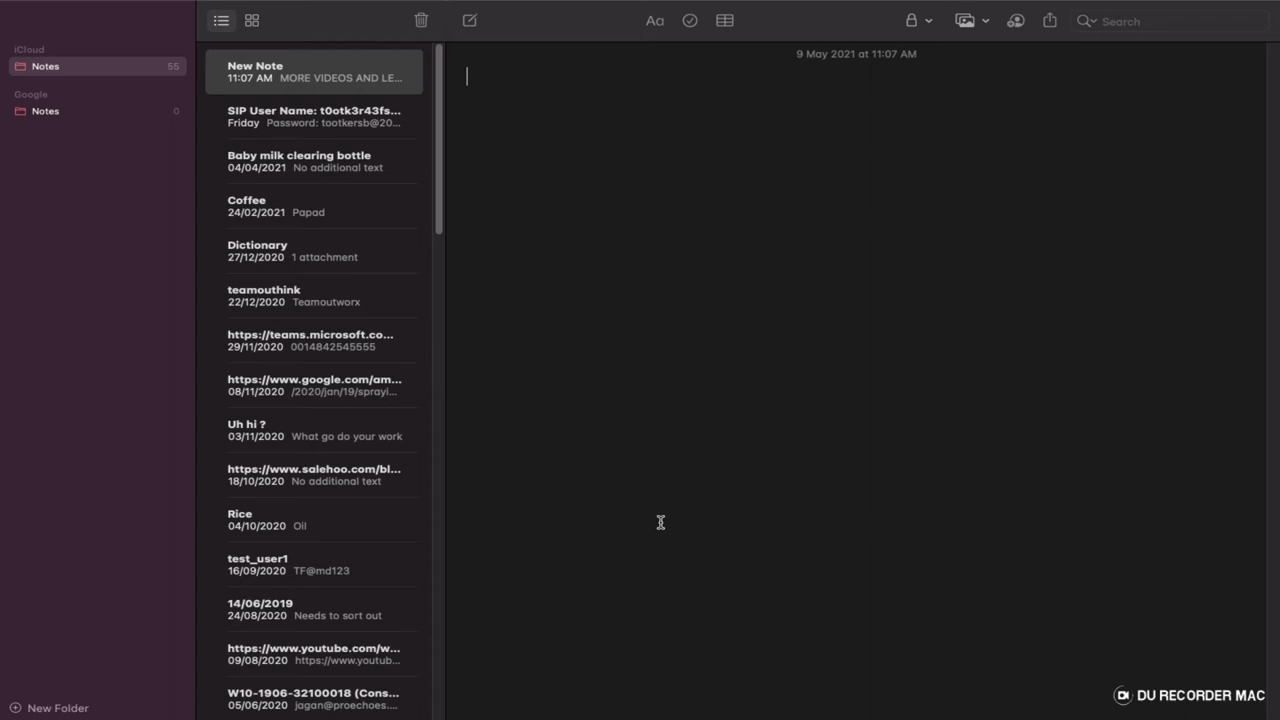 iCloud
Notes 55
Google
Notes 0
New Folder
New Note
11:07 AM MORE VIDEOS AND LE...
SIP User Name: t0otk3r43fs...
Friday Password: tootkersb@20...
Baby milk clearing bottle
04/04/2021 No additional text
Coffee
24/02/2021 Papad
Dictionary
27/12/2020 1 attachment
teamouthink
22/12/2020 Teamoutworx
https://teams.microsoft.co...
29/11/2020 0014842545555
https://www.google.com/am...
08/11/2020 /2020/jan/19/sprayi...
Uh hi ?
03/11/2020 What go do your work
https://www.salehoo.com/bl...
18/10/2020 No additional text
Rice
04/10/2020 Oil
test_user1
16/09/2020 TF@md123
14/06/2019
24/08/2020 Needs to sort out
https://www.youtube.com/w...
09/08/2020 https://www.youtub...
W10-1906-32100018 (Cons...
05/06/2020 jagan@proechoes....
Aa
Search
9 May 2021 at 11:07 AM
DU RECORDER MAC